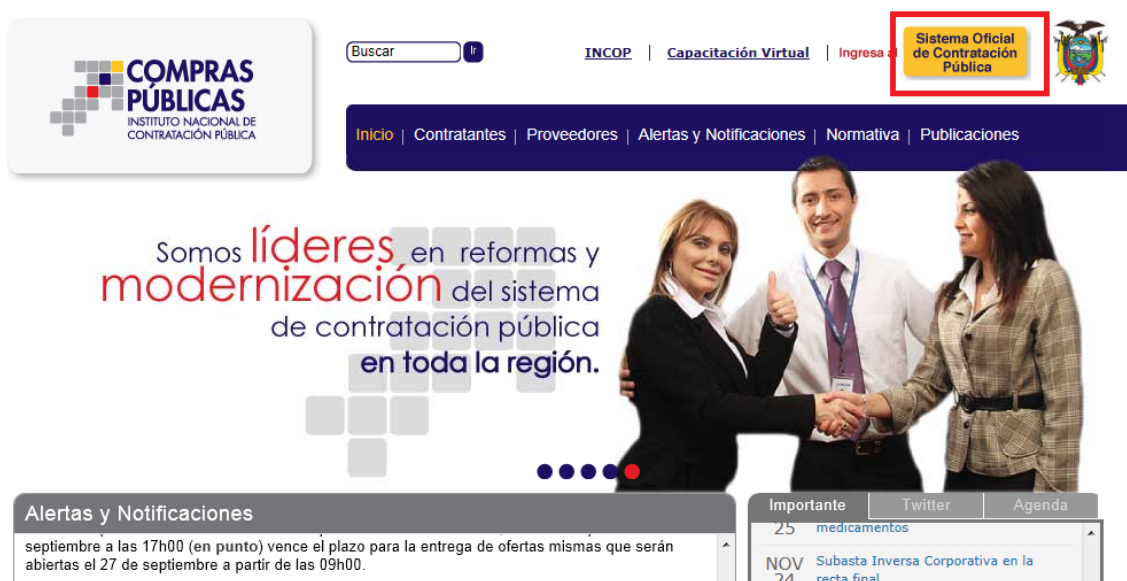 Buscar
Ir
INCOP | Capacitación Virtual | Ingresa al
Sistema Oficial
de Contratación
Pública
COMPRAS
PÚBLICAS
INSTITUTO NACIONAL DE
CONTRATACIÓN PÚBLICA
Inicio | Contratantes | Proveedores | Alertas y Notificaciones | Normativa | Publicaciones
Somos líderes en reformas y
modernización del sistema
de contratación pública
en toda la región.
Alertas y Notificaciones
septiembre a las 17h00 (en punto) vence el plazo para la entrega de ofertas mismas que serán
abiertas el 27 de septiembre a partir de las 09h00.
Importante Twitter Agenda
25 medicamentos
NOV Subasta Inversa Corporativa en la
24 recta final